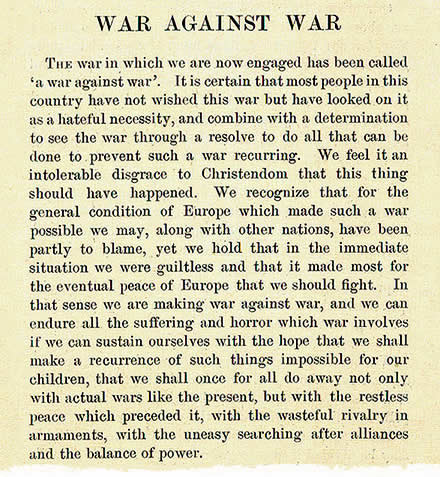 WAR AGAINST WAR
THE war in which we are now engaged has been called
‘a war against war’. It is certain that most people in this
country have not wished this war but have looked on it
as a hateful necessity, and combine with a determination
to see the war through a resolve to do all that can be
done to prevent such a war recurring. We feel it an
intolerable disgrace to Christendom that this thing
should have happened. We recognize that for the
general condition of Europe which made such a war
possible we may, along with other nations, have been
partly to blame, yet we hold that in the immediate
situation we were guiltless and that it made most for
the eventual peace of Europe that we should fight. In
that sense we are making war against war, and we can
endure all the suffering and horror which war involves
if we can sustain ourselves with the hope that we shall
make a recurrence of such things impossible for our
children, that we shall once for all do away not only
with actual wars like the present, but with the restless
peace which preceded it, with the wasteful rivalry in
armaments, with the uneasy searching after alliances
and the balance of power.